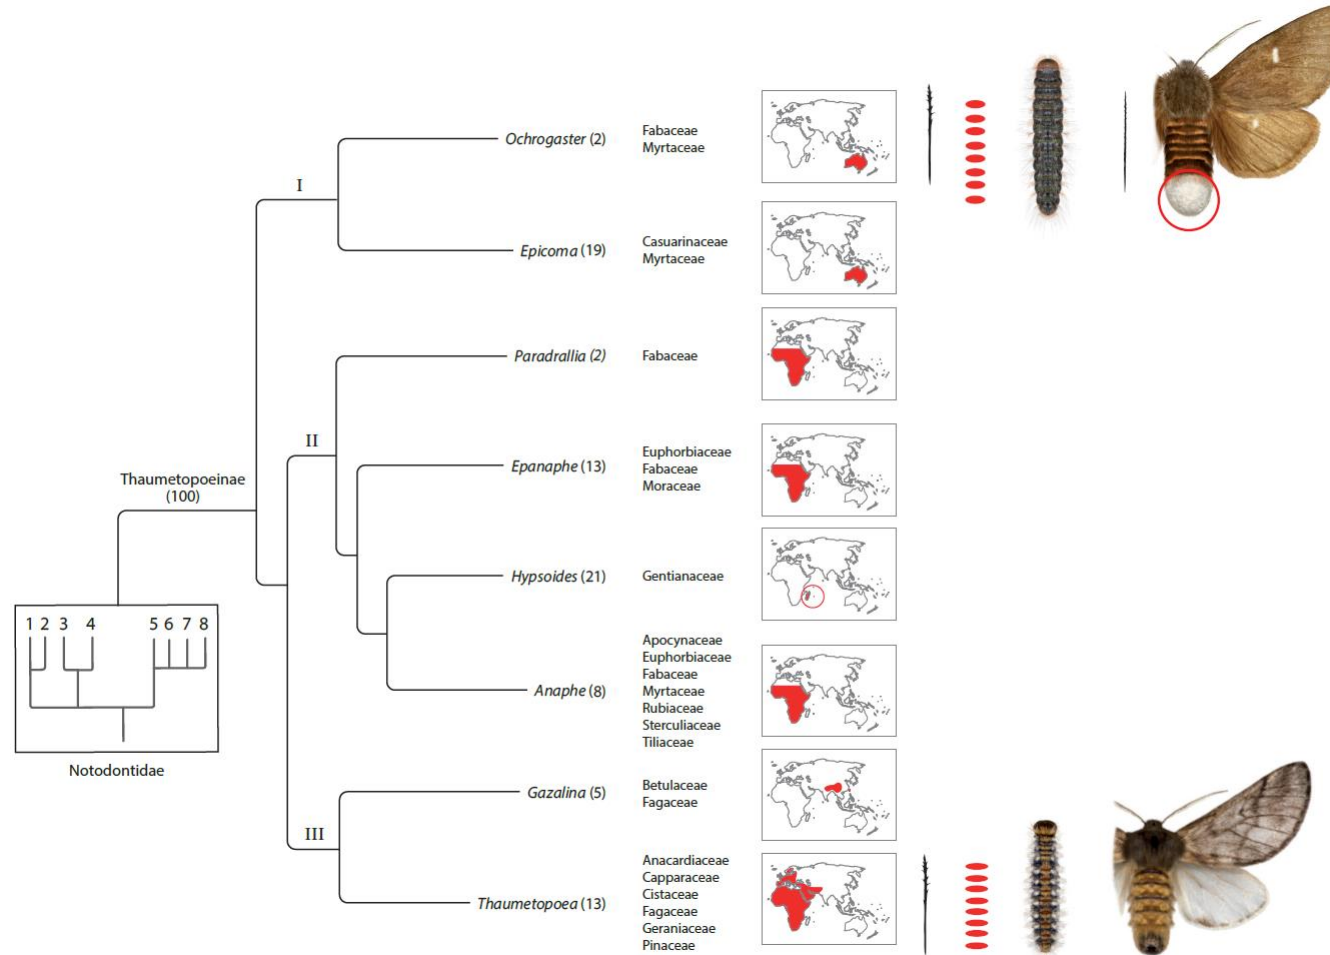 Ochrogaster (2)
Fabaceae
Myrtaceae
I
Epicoma (19)
Casuarinaceae
Myrtaceae
Paradrallia (2)
Fabaceae
II
Epanaphe (13)
Euphorbiaceae
Fabaceae
Moraceae
Thaumetopoeinae
(100)
Hypsoides (21)
Gentianaceae
1 2 3 4 5 6 7 8
Notodontidae
Anaphe (8)
Apocynaceae
Euphorbiaceae
Fabaceae
Myrtaceae
Rubiaceae
Sterculiaceae
Tiliaceae
Gazalina (5)
Betulaceae
Fagaceae
III
Thaumetopoea (13)
Anacardiaceae
Capparaceae
Cistaceae
Fagaceae
Geraniaceae
Pinaceae